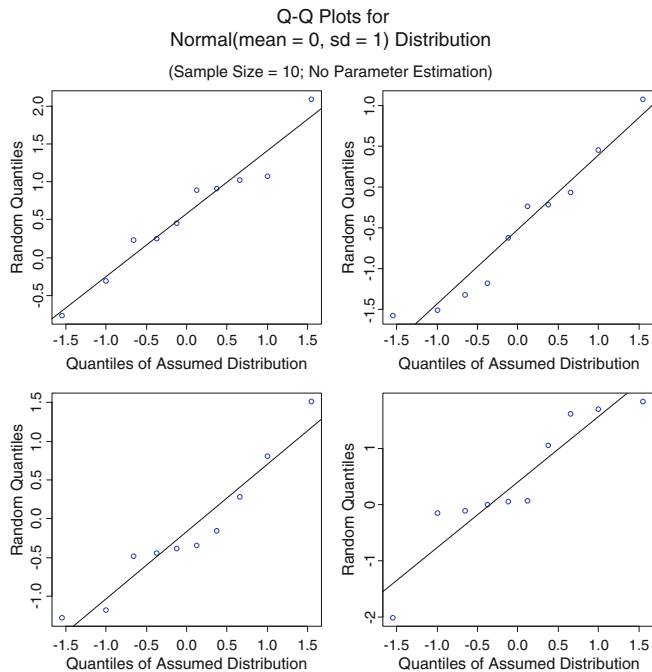 Q-Q Plots for
Normal(mean = 0, sd = 1) Distribution
(Sample Size = 10; No Parameter Estimation)
Random Quantiles
2.0
1.5
1.0
0.5
0.0
-0.5
-1.5 -1.0 -0.5 0.0 0.5 1.0 1.5
Quantiles of Assumed Distribution
Random Quantiles
1.0
0.5
0.0
-0.5
-1.0
-1.5
-1.5 -1.0 -0.5 0.0 0.5 1.0 1.5
Quantiles of Assumed Distribution
Random Quantiles
1.5
1.0
0.5
0.0
-0.5
-1.0
-1.5 -1.0 -0.5 0.0 0.5 1.0 1.5
Quantiles of Assumed Distribution
Random Quantiles
1
0
-1
-2
-1.5 -1.0 -0.5 0.0 0.5 1.0 1.5
Quantiles of Assumed Distribution